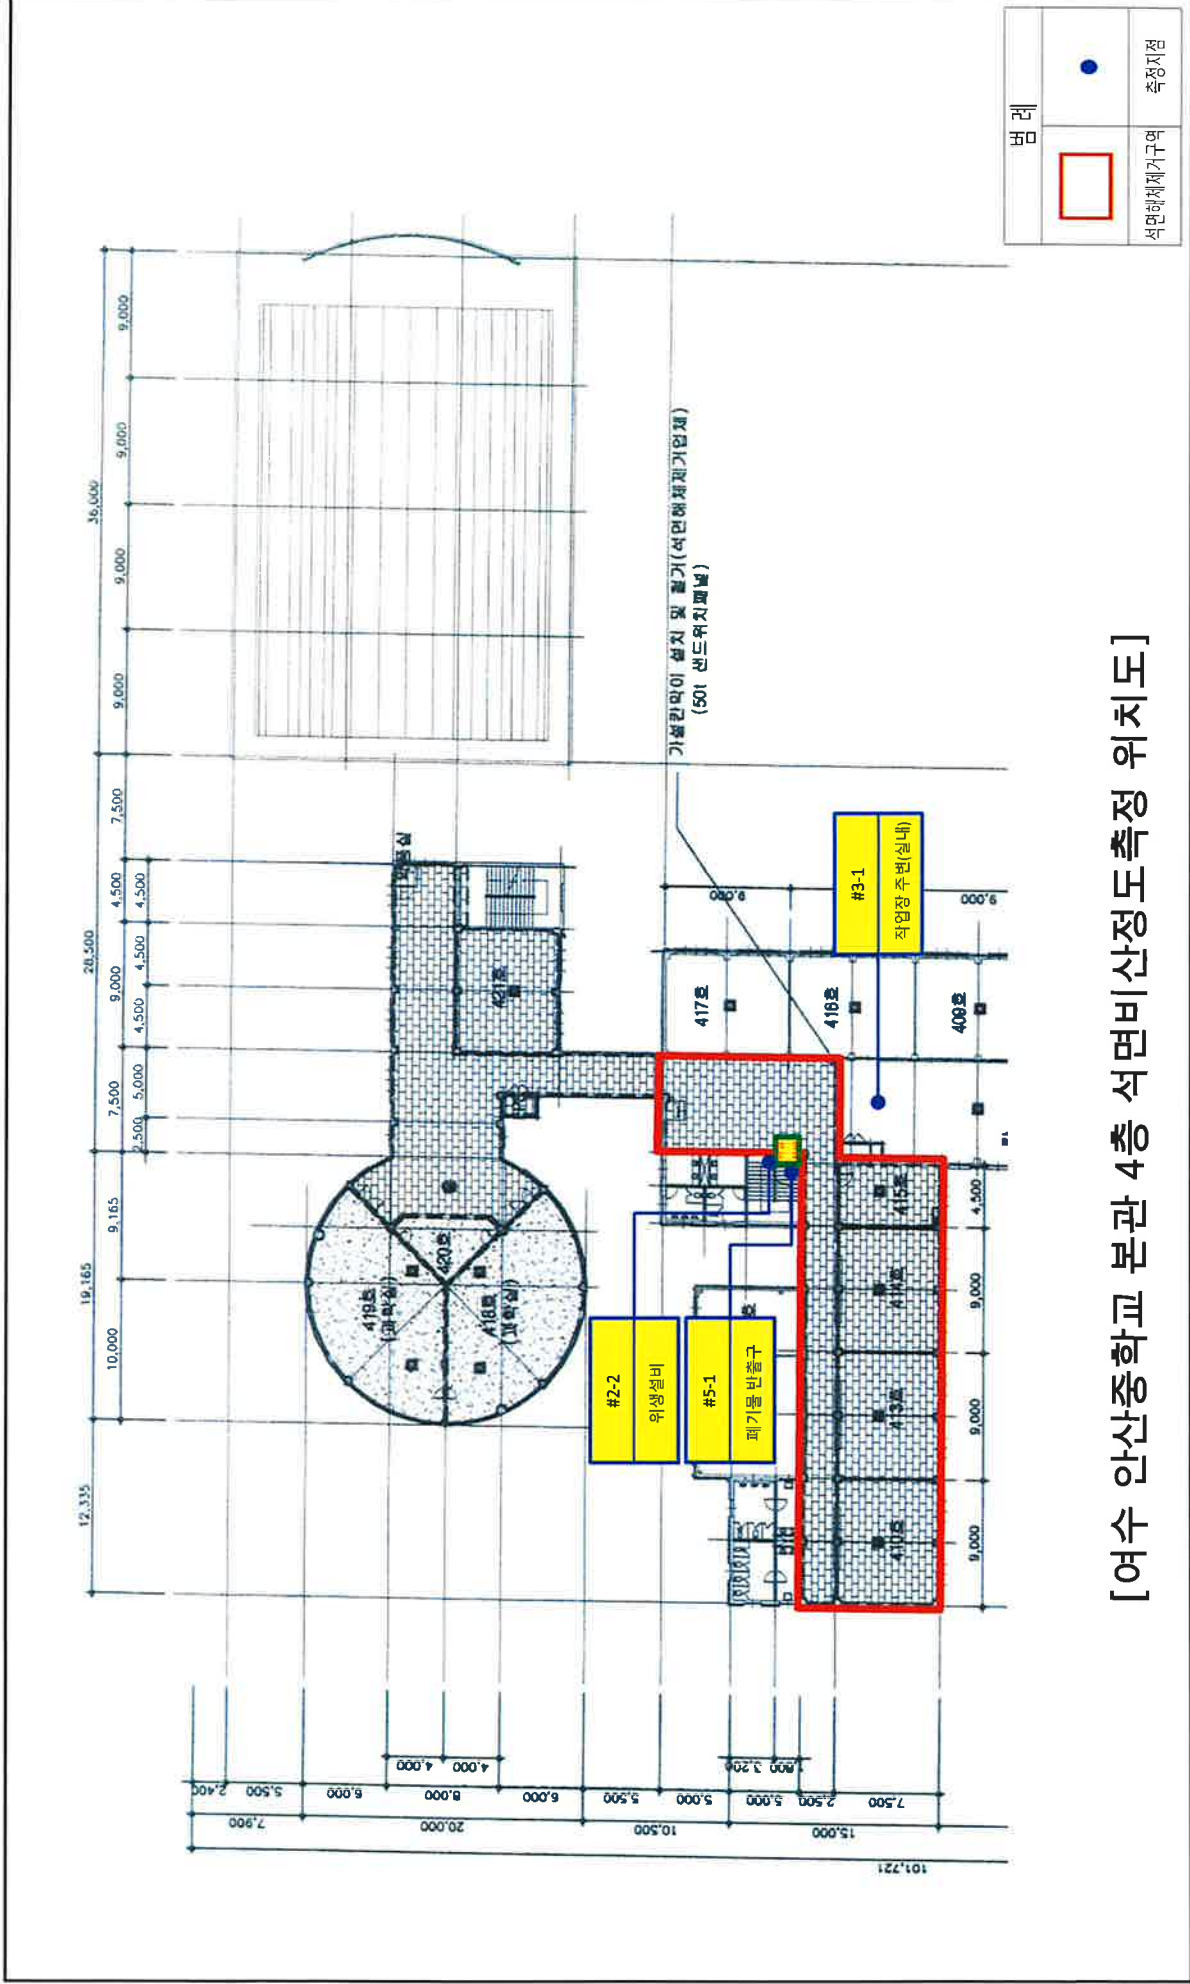 범 례
석면해체제거구역
측정지점
36,000
9,000
9,000
9,000
9,000
28,500
7,500
4,500
9,000
7,500
4,500
4,500
4,500
5,000
2,500
19,165
9,165
10,000
12,335
가설칸막이 설치 및 철거(석면해체제거업체)
(50t 샌드위치패널)
421호
419호
(과학실)
420호
418호
(과학실)
417호
416호
409호
9,000
9,000
#3-1
작업장 주변(실내)
#2-2
위생설비
#5-1
폐기물 반출구
호
415호
414호
413호
410호
4,500
9,000
9,000
9,000
2,400
5,500
6,000
8,000
6,000
5,500
5,000
5,000
2,500
7,500
4,000
4,000
3,200
1,800
7,900
20,000
10,500
15,000
101,721
[여수 안산중학교 본관 4층 석면비산정도측정 위치도]